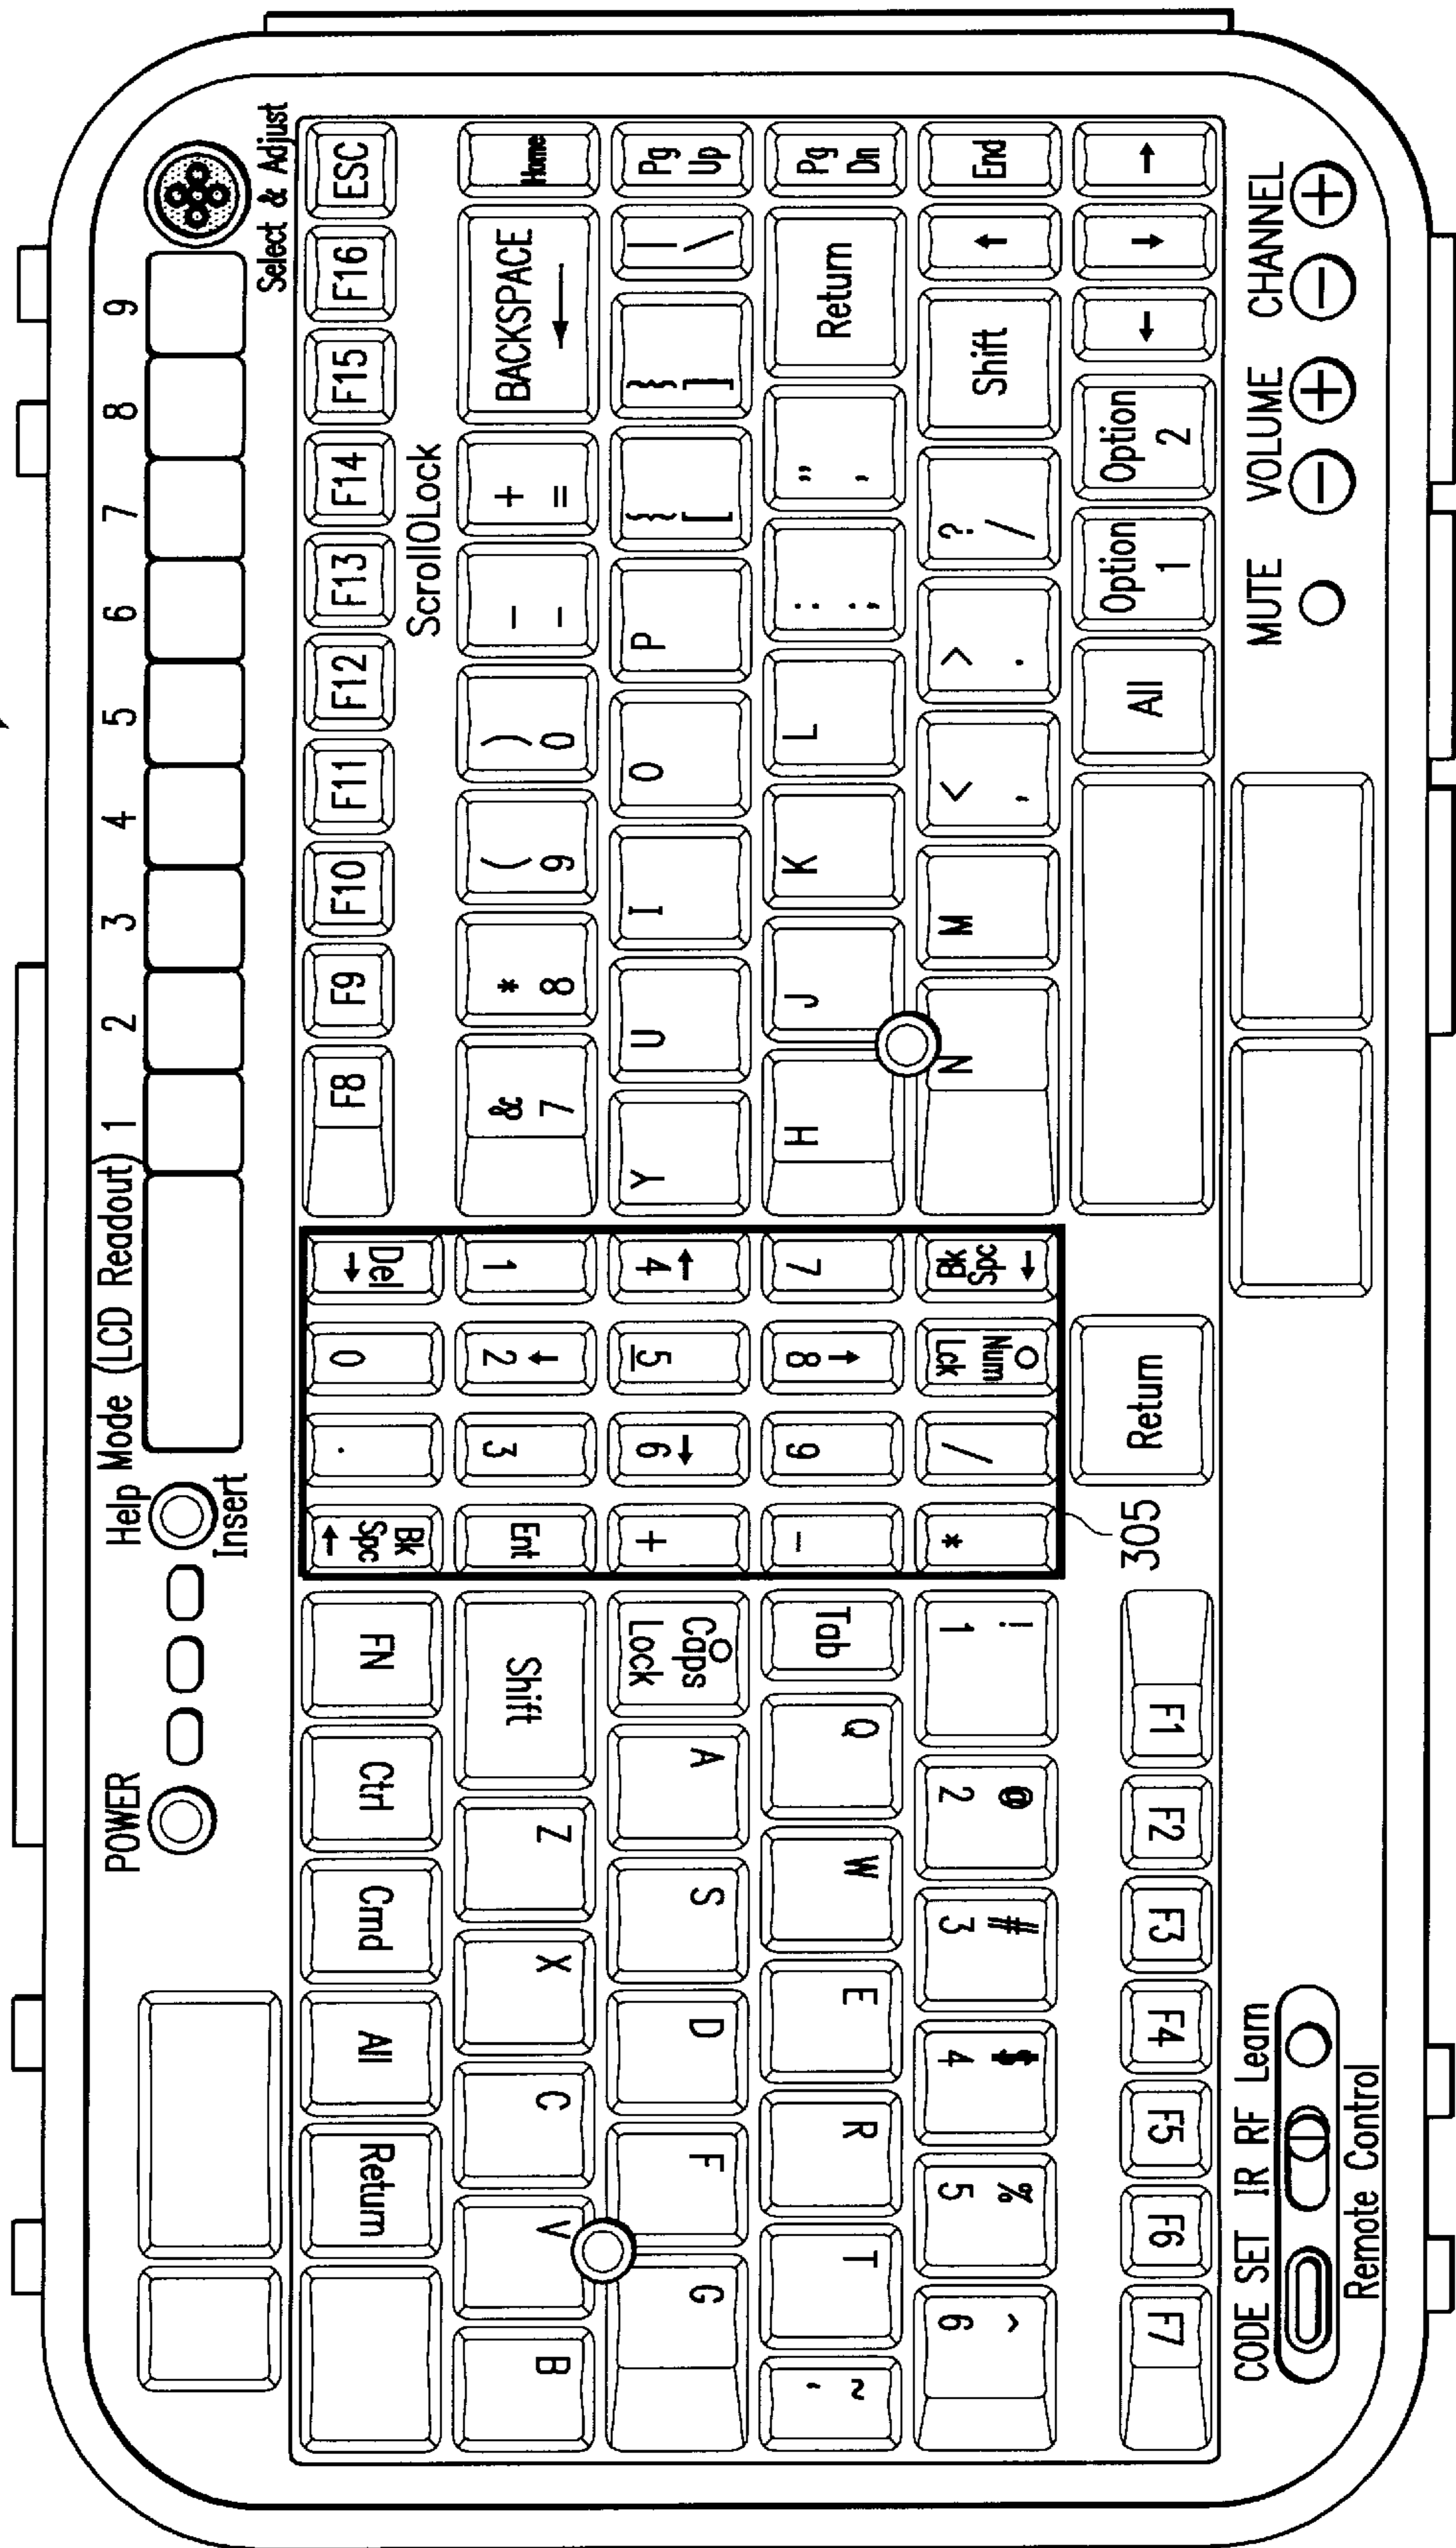 Select & Adjust
9
8
7
6
5
4
3
2
1
Mode (LCD Readout)
Help
Insert
POWER
ESC
F16
F15
F14
F13
F12
F11
F10
F9
F8
ScrollOLock
Home
BACKSPACE
←
+ =
– –
) 0
( 9
* 8
& 7
Pg Up
| \
} ]
{ [
P
O
I
U
Y
Pg Dn
Return
" '
: ;
L
K
J
H
End
↑
Shift
? /
> .
< ,
M
N
→
↓
←
Option 2
Option 1
All
CHANNEL
+ –
VOLUME
+ –
MUTE
Bk Spc ←
Num Lck
/
*
7
8 ↑
9
–
4 ←
5
6 →
+
1
2 ↓
3
Ent
Del →
0
.
Bk Spc ←
Return
305
F1
F2
F3
F4
F5
F6
F7
! 1
@ 2
# 3
$ 4
% 5
^ 6
Tab
Q
W
E
R
T
~ '
Caps Lock
A
S
D
F
G
Shift
Z
X
C
V
B
FN
Ctrl
Cmd
All
Return
CODE SET IR RF Learn
Remote Control